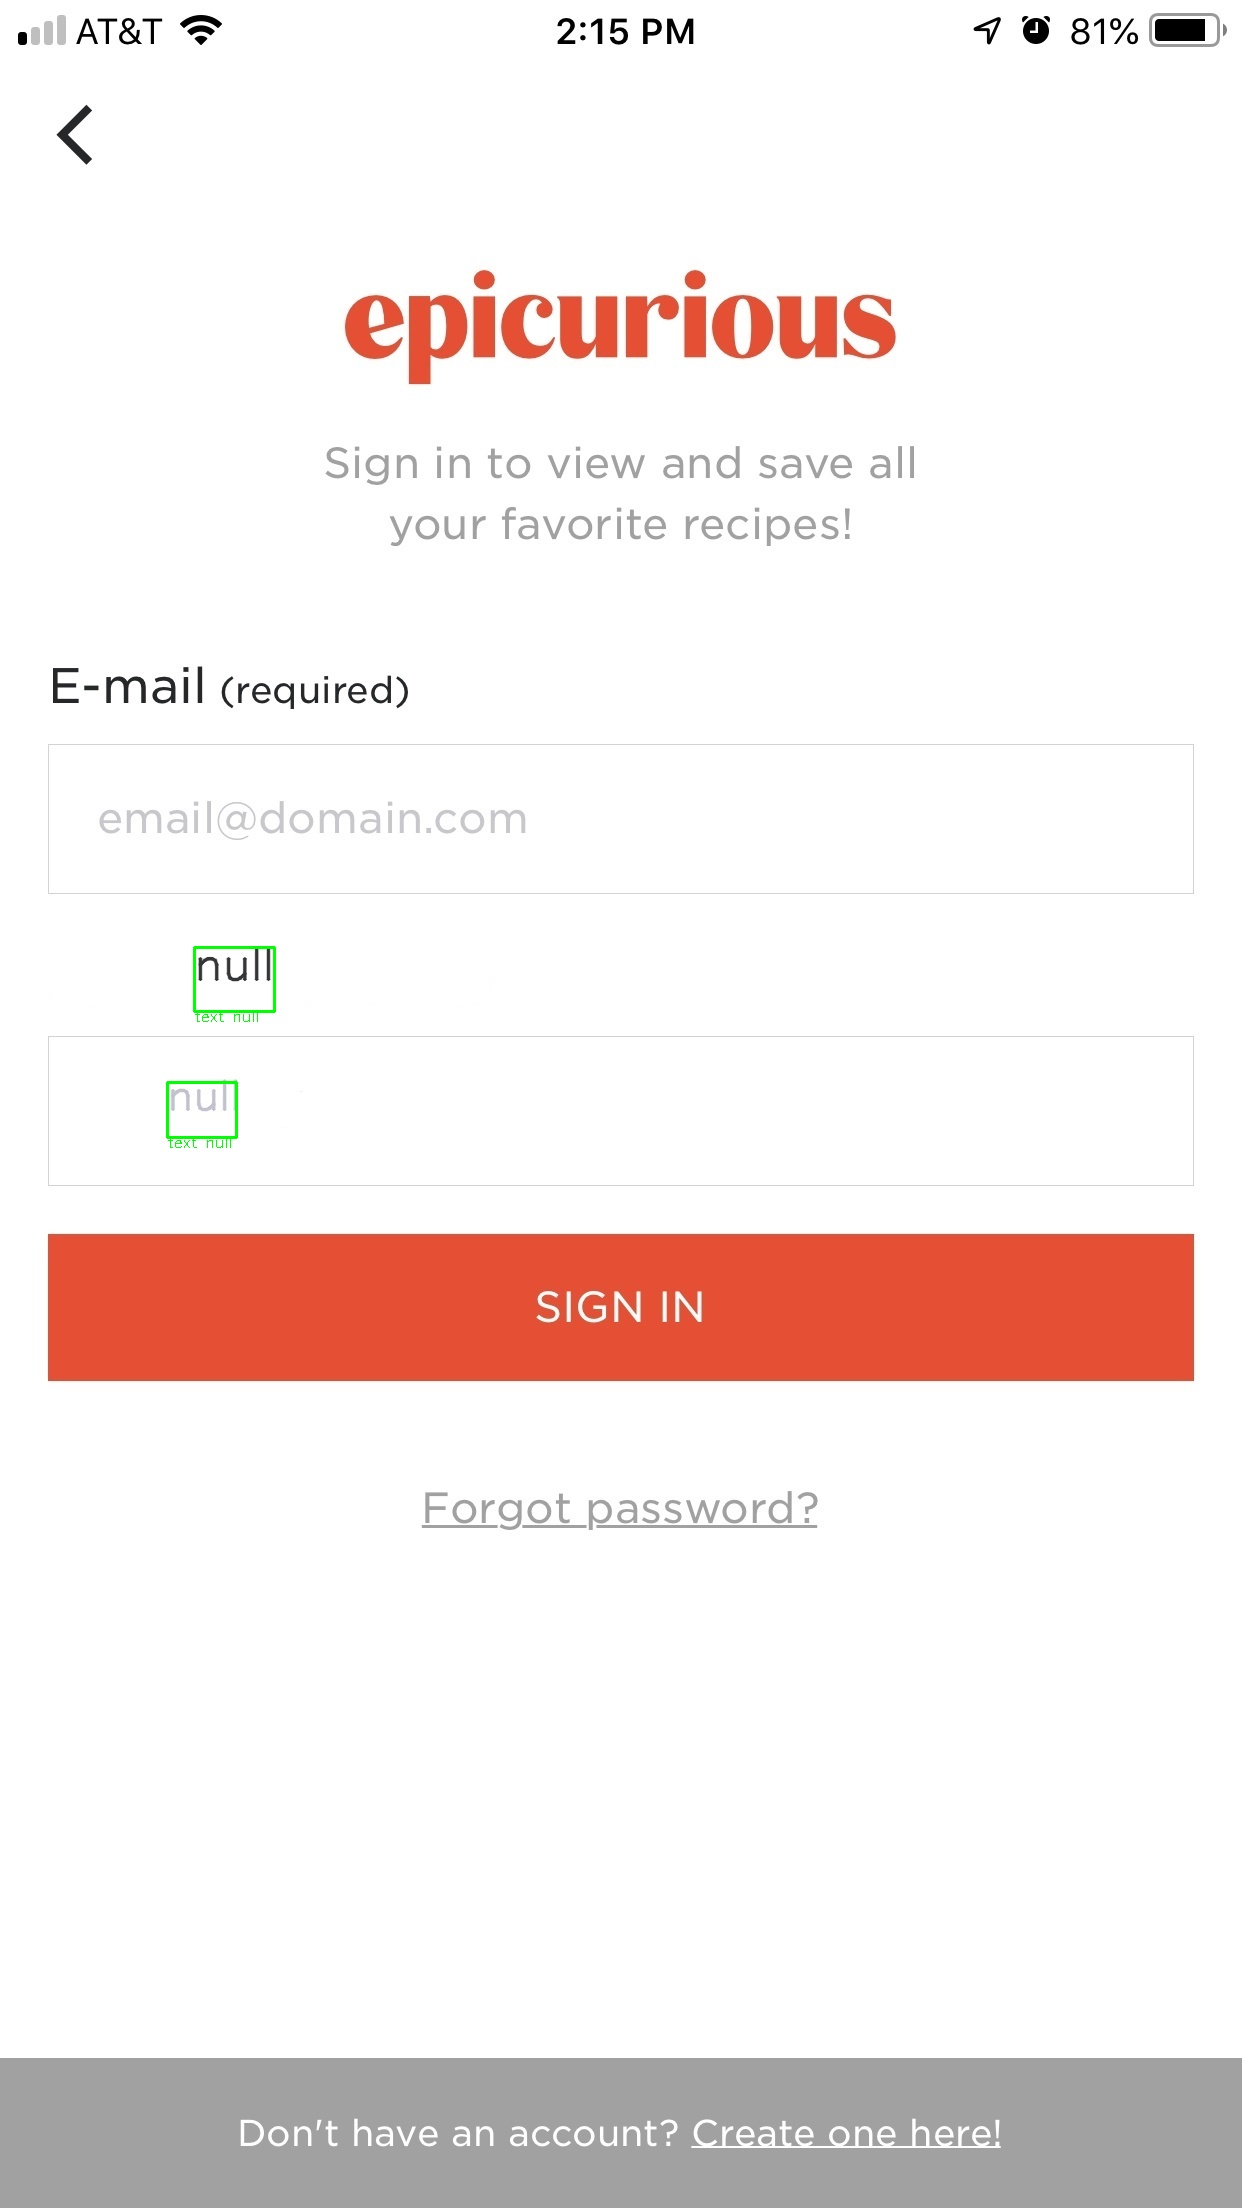 AT&T 2:15 PM 81%
epicurious
Sign in to view and save all
your favorite recipes!
E-mail (required)
email@domain.com
null
text null
null
text null
SIGN IN
Forgot password?
Don't have an account? Create one here!